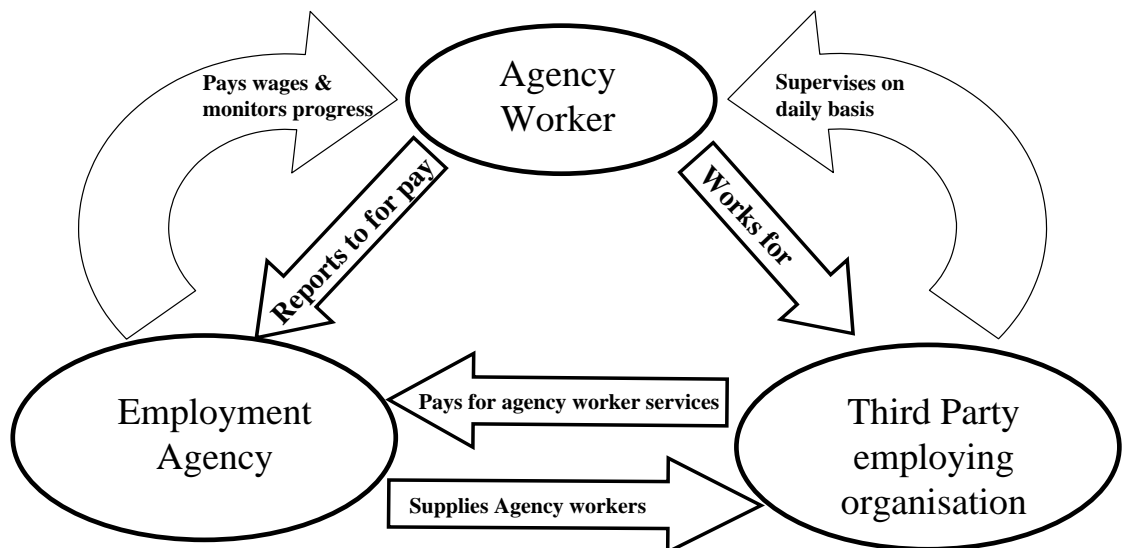 Agency
Worker
Pays wages &
monitors progress
Supervises on
daily basis
Reports to for pay
Works for
Employment
Agency
Pays for agency worker services
Supplies Agency workers
Third Party
employing
organisation